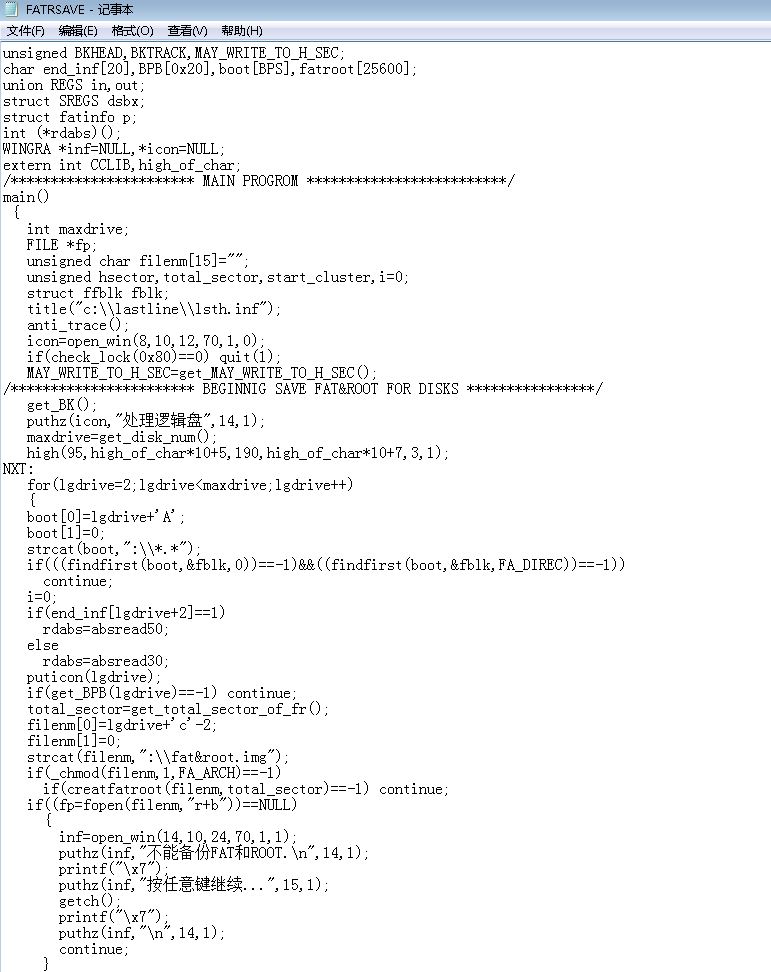 FATRSAVE - 记事本
文件(F) 编辑(E) 格式(O) 查看(V) 帮助(H)
unsigned BKHEAD,BKTRACK,MAY_WRITE_TO_H_SEC;
char end_inf[20],BPB[0x20],boot[BPS],fatroot[25600];
union REGS in,out;
struct SREGS dsbx;
struct fatinfo p;
int (*rdabs)();
WINGRA *inf=NULL,*icon=NULL;
extern int CCLIB,high_of_char;
/*********************** MAIN PROGROM *************************/
main()
{
int maxdrive;
FILE *fp;
unsigned char filenm[15]="";
unsigned hsector,total_sector,start_cluster,i=0;
struct ffblk fblk;
title("c:\\lastline\\lsth.inf");
anti_trace();
icon=open_win(8,10,12,70,1,0);
if(check_lock(0x80)==0) quit(1);
MAY_WRITE_TO_H_SEC=get_MAY_WRITE_TO_H_SEC();
/*********************** BEGINNIG SAVE FAT&ROOT FOR DISKS ****************/
get_BK();
puthz(icon,"处理逻辑盘",14,1);
maxdrive=get_disk_num();
high(95,high_of_char*10+5,190,high_of_char*10+7,3,1);
NXT:
for(lgdrive=2;lgdrive<maxdrive;lgdrive++)
{
boot[0]=lgdrive+'A';
boot[1]=0;
strcat(boot,":\\*.*");
if(((findfirst(boot,&fblk,0))==-1)&&((findfirst(boot,&fblk,FA_DIREC))==-1))
continue;
i=0;
if(end_inf[lgdrive+2]==1)
rdabs=absread50;
else
rdabs=absread30;
puticon(lgdrive);
if(get_BPB(lgdrive)==-1) continue;
total_sector=get_total_sector_of_fr();
filenm[0]=lgdrive+'c'-2;
filenm[1]=0;
strcat(filenm,":\\fat&root.img");
if(_chmod(filenm,1,FA_ARCH)==-1)
if(creatfatroot(filenm,total_sector)==-1) continue;
if((fp=fopen(filenm,"r+b"))==NULL)
{
inf=open_win(14,10,24,70,1,1);
puthz(inf,"不能备份FAT和ROOT.\n",14,1);
printf("\x7");
puthz(inf,"按任意键继续...",15,1);
getch();
printf("\x7");
puthz(inf,"\n",14,1);
continue;
}